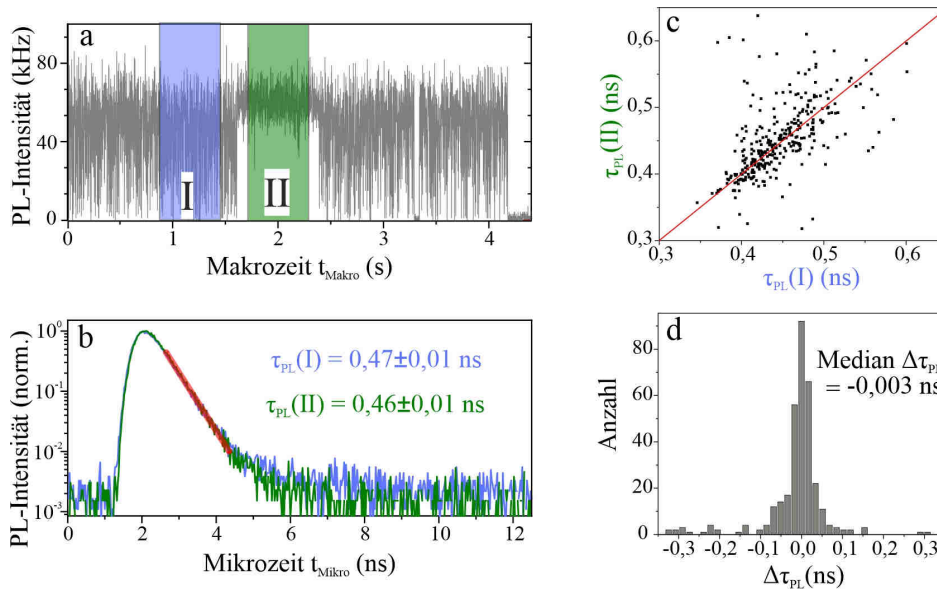 a
PL-Intensität (kHz)
80
40
0
I
II
0
1
2
3
4
Makrozeit t_Makro (s)
b
PL-Intensität (norm.)
10⁰
10⁻¹
10⁻²
10⁻³
τ_PL(I) = 0,47±0,01 ns
τ_PL(II) = 0,46±0,01 ns
0
2
4
6
8
10
12
Mikrozeit t_Mikro (ns)
c
τ_PL(II) (ns)
0,6
0,5
0,4
0,3
0,3
0,4
0,5
0,6
τ_PL(I) (ns)
d
Anzahl
80
60
40
20
0
Median Δτ_PL
= -0,003 ns
-0,3
-0,2
-0,1
0,0
0,1
0,2
0,3
Δτ_PL(ns)